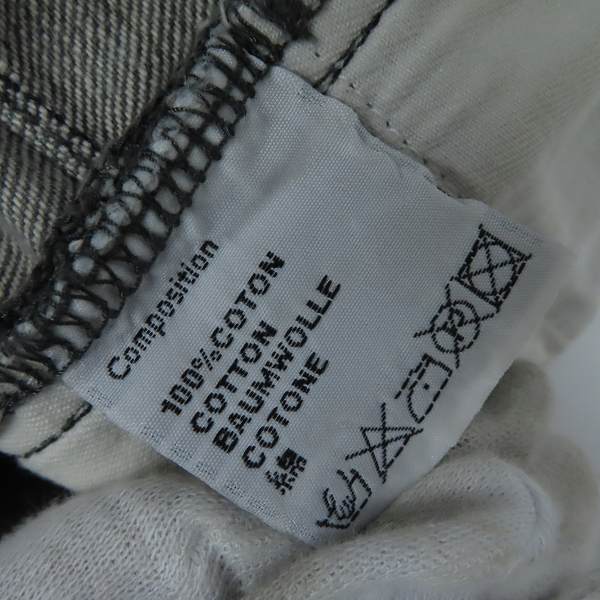 Composition
100%COTON
COTTON
BAUMWOLLE
COTONE
綿